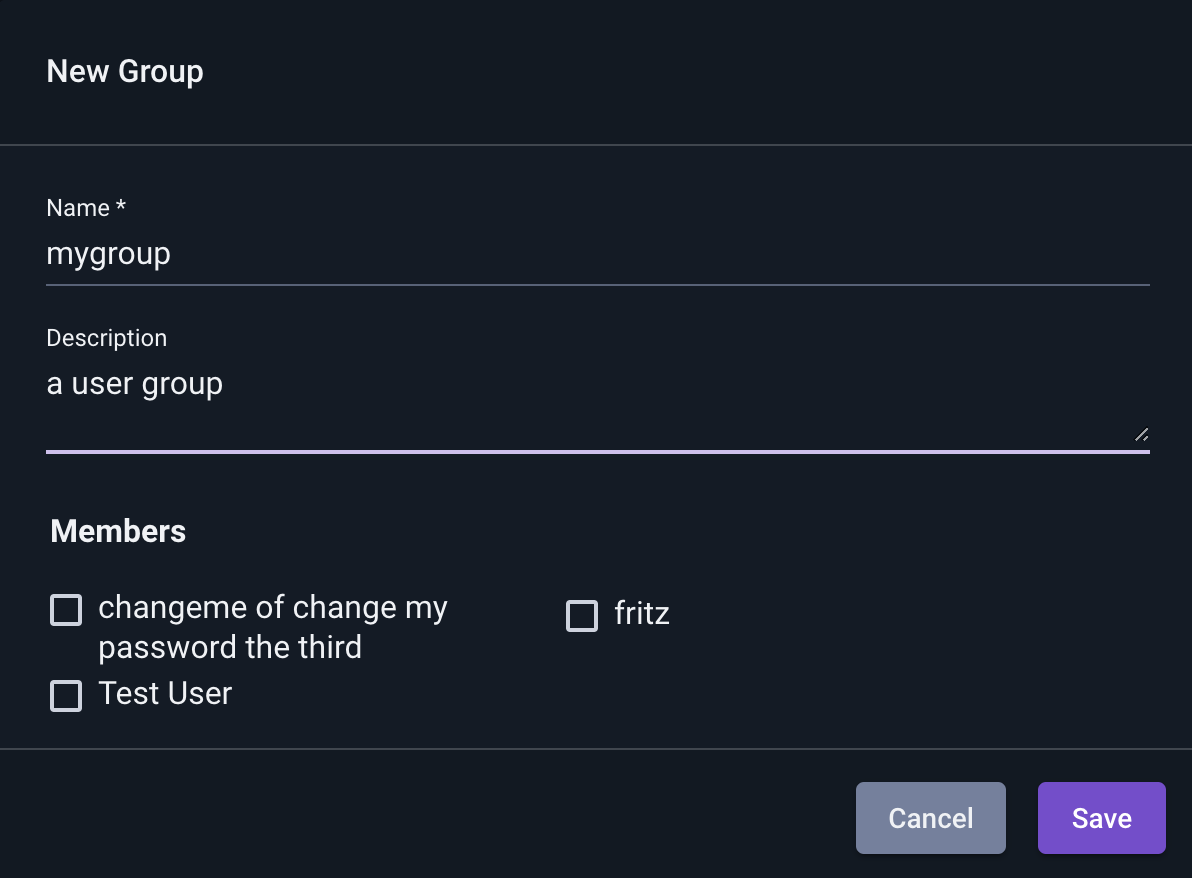 New Group
Name *
mygroup
Description
a user group
Members
changeme of change my
password the third
fritz
Test User
Cancel
Save